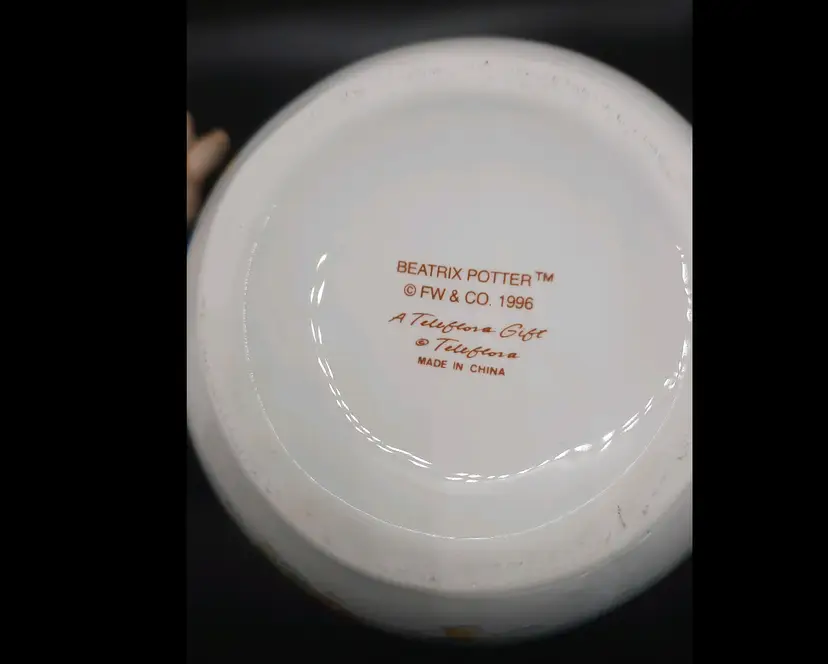 BEATRIX POTTER™
© FW & CO. 1996
A Teleflora Gift
© Teleflora
MADE IN CHINA